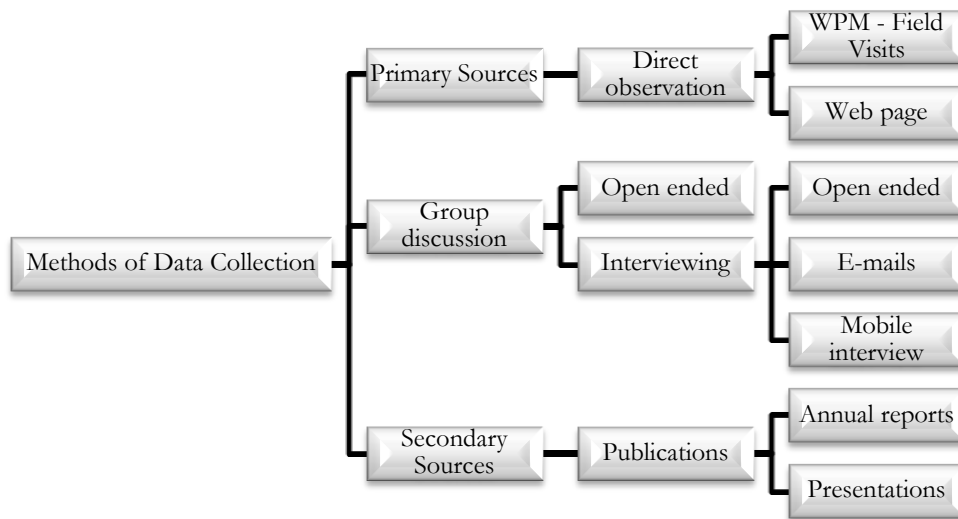 Methods of Data Collection
Primary Sources
Direct
observation
WPM - Field
Visits
Web page
Group
discussion
Open ended
Interviewing
Open ended
E-mails
Mobile
interview
Secondary
Sources
Publications
Annual reports
Presentations